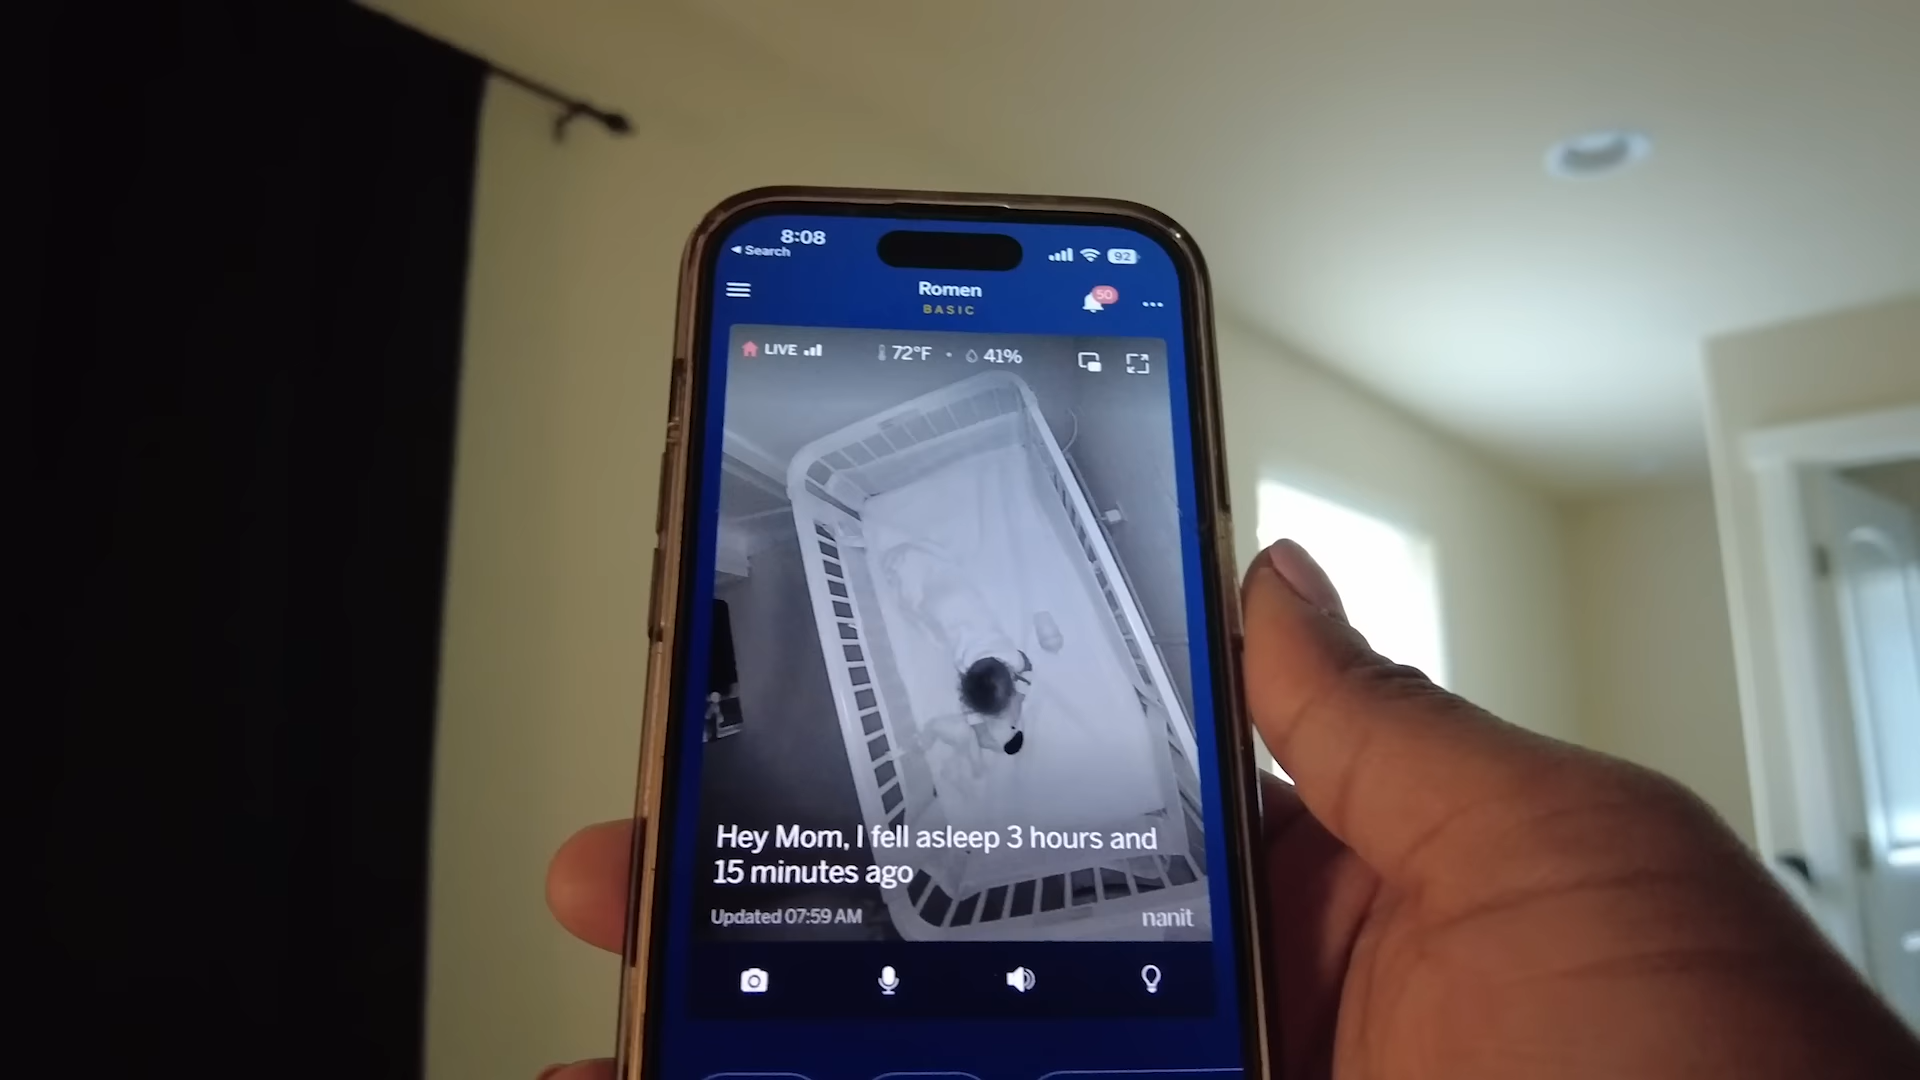 8:08
◀ Search
92
Romen
BASIC
50
LIVE
72°F • 41%
Hey Mom, I fell asleep 3 hours and
15 minutes ago
Updated 07:59 AM
nanit